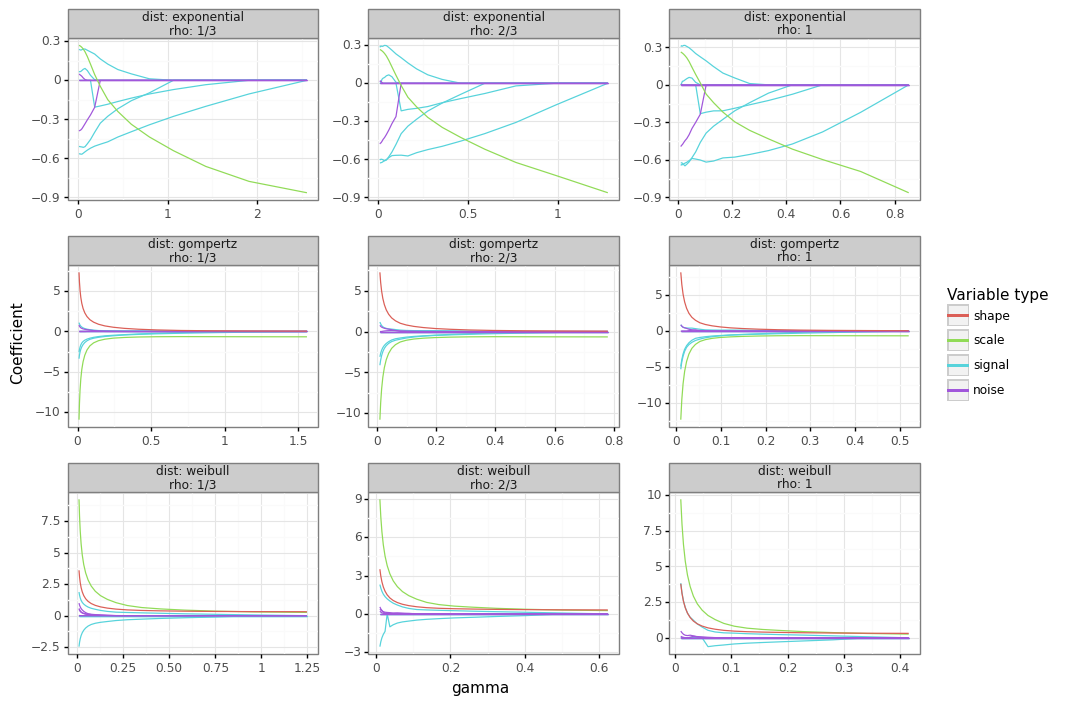 dist: exponential
rho: 1/3
dist: exponential
rho: 2/3
dist: exponential
rho: 1
0.3
0
−0.3
−0.6
−0.9
0 1 2
0.3
0
−0.3
−0.6
−0.9
0 0.5 1
0.3
0
−0.3
−0.6
−0.9
0 0.2 0.4 0.6 0.8
dist: gompertz
rho: 1/3
dist: gompertz
rho: 2/3
dist: gompertz
rho: 1
5
0
−5
−10
0 0.5 1 1.5
5
0
−5
−10
0 0.2 0.4 0.6 0.8
5
0
−5
−10
0 0.1 0.2 0.3 0.4 0.5
dist: weibull
rho: 1/3
dist: weibull
rho: 2/3
dist: weibull
rho: 1
7.5
5
2.5
0
−2.5
0 0.25 0.50 0.75 1 1.25
9
6
3
0
−3
0 0.2 0.4 0.6
10
7.5
5
2.5
0
0 0.1 0.2 0.3 0.4
Coefficient
gamma
Variable type
shape
scale
signal
noise